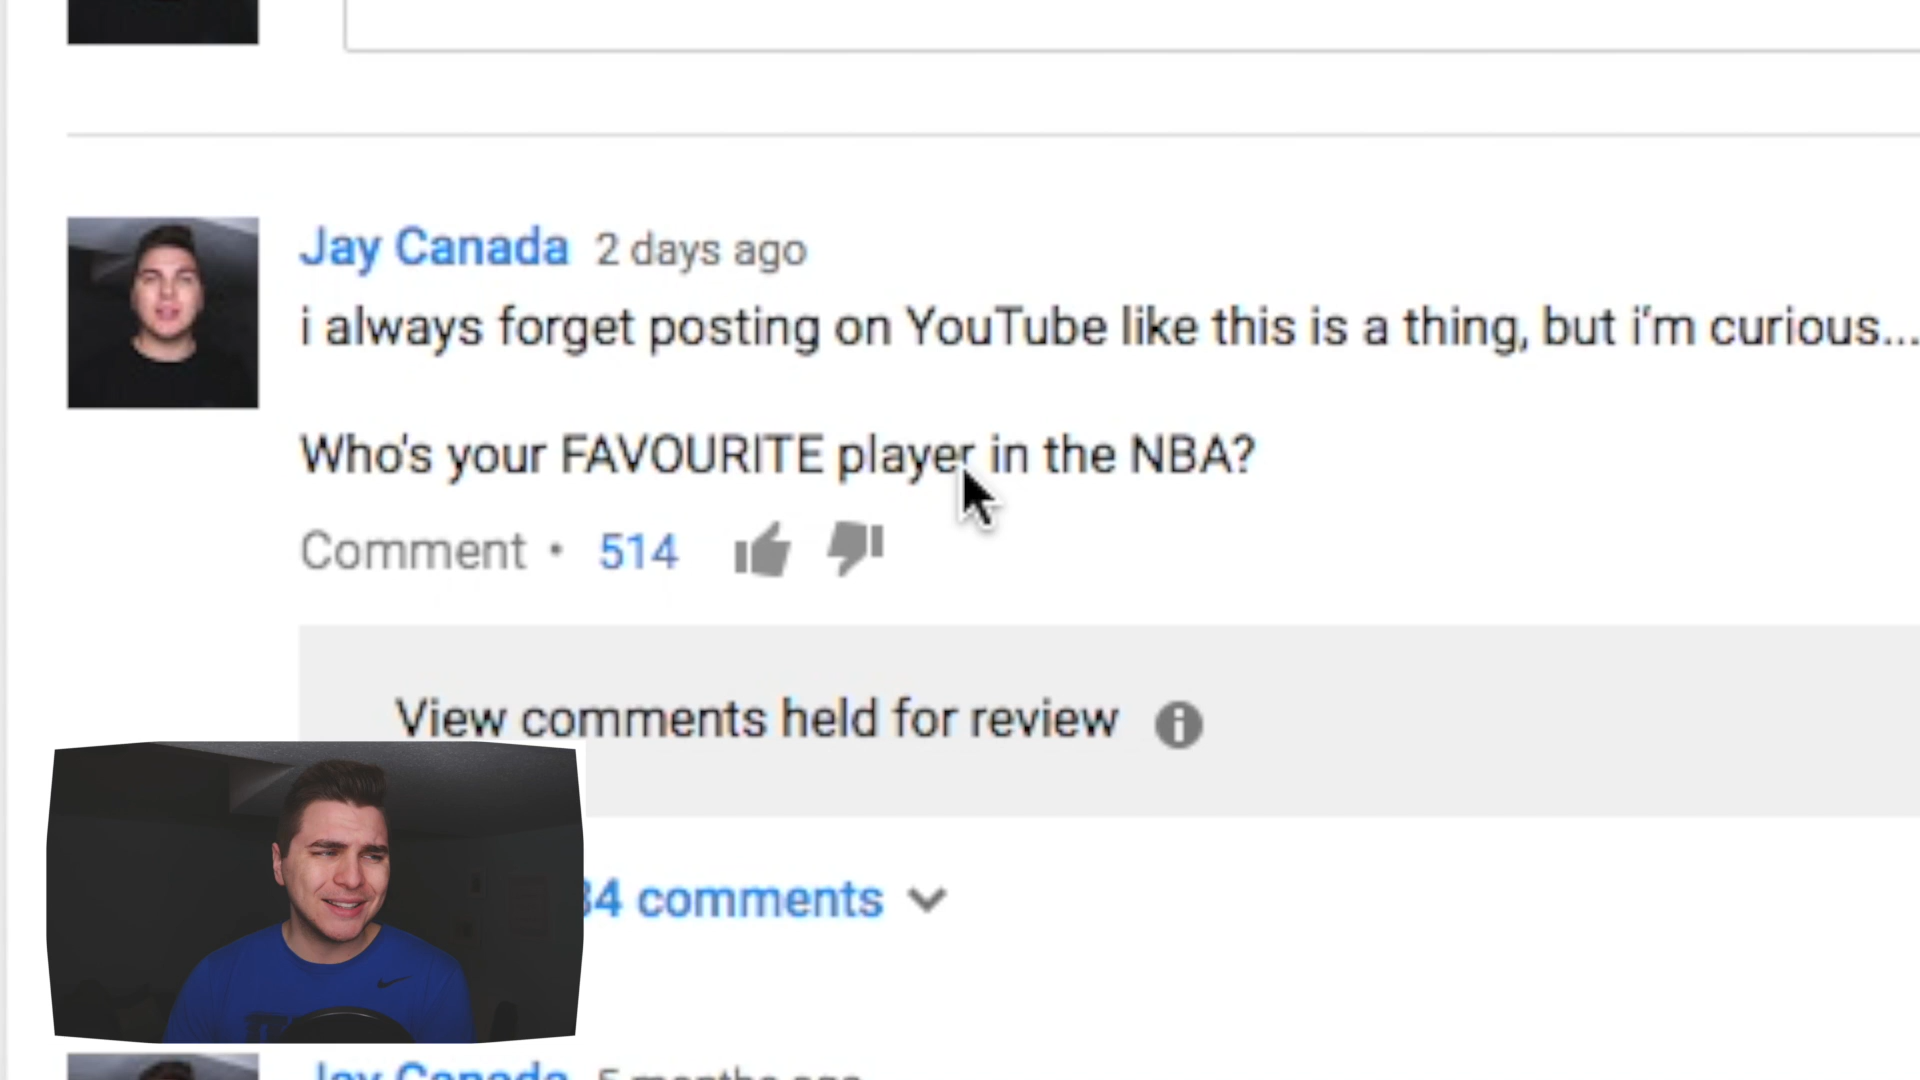 Jay Canada 2 days ago
i always forget posting on YouTube like this is a thing, but i'm curious...
Who's your FAVOURITE player in the NBA?
Comment • 514
View comments held for review
34 comments
Jay Canada 5 months ago